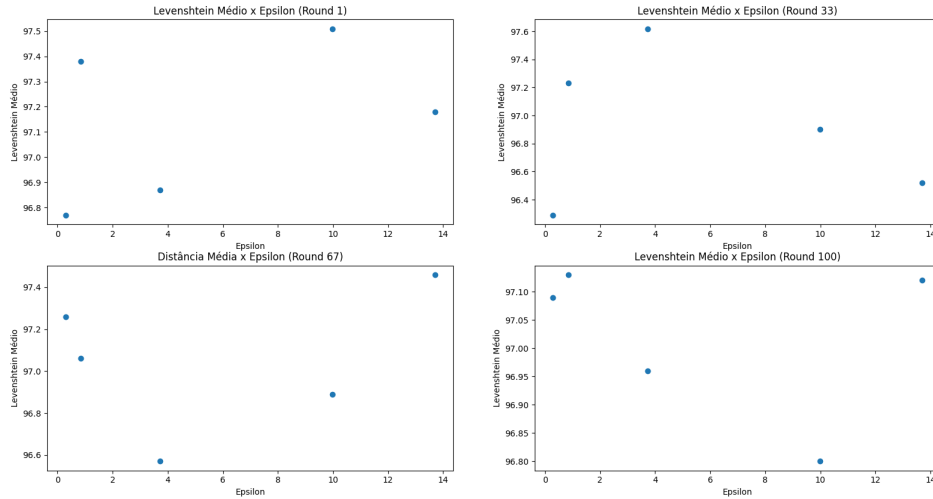 Levenshtein Médio x Epsilon (Round 1)
Levenshtein Médio
97.5
97.4
97.3
97.2
97.1
97.0
96.9
96.8
0 2 4 6 8 10 12 14
Epsilon
Levenshtein Médio x Epsilon (Round 33)
Levenshtein Médio
97.6
97.4
97.2
97.0
96.8
96.6
96.4
0 2 4 6 8 10 12 14
Epsilon
Distância Média x Epsilon (Round 67)
Levenshtein Médio
97.4
97.2
97.0
96.8
96.6
0 2 4 6 8 10 12 14
Epsilon
Levenshtein Médio x Epsilon (Round 100)
Levenshtein Médio
97.10
97.05
97.00
96.95
96.90
96.85
96.80
0 2 4 6 8 10 12 14
Epsilon